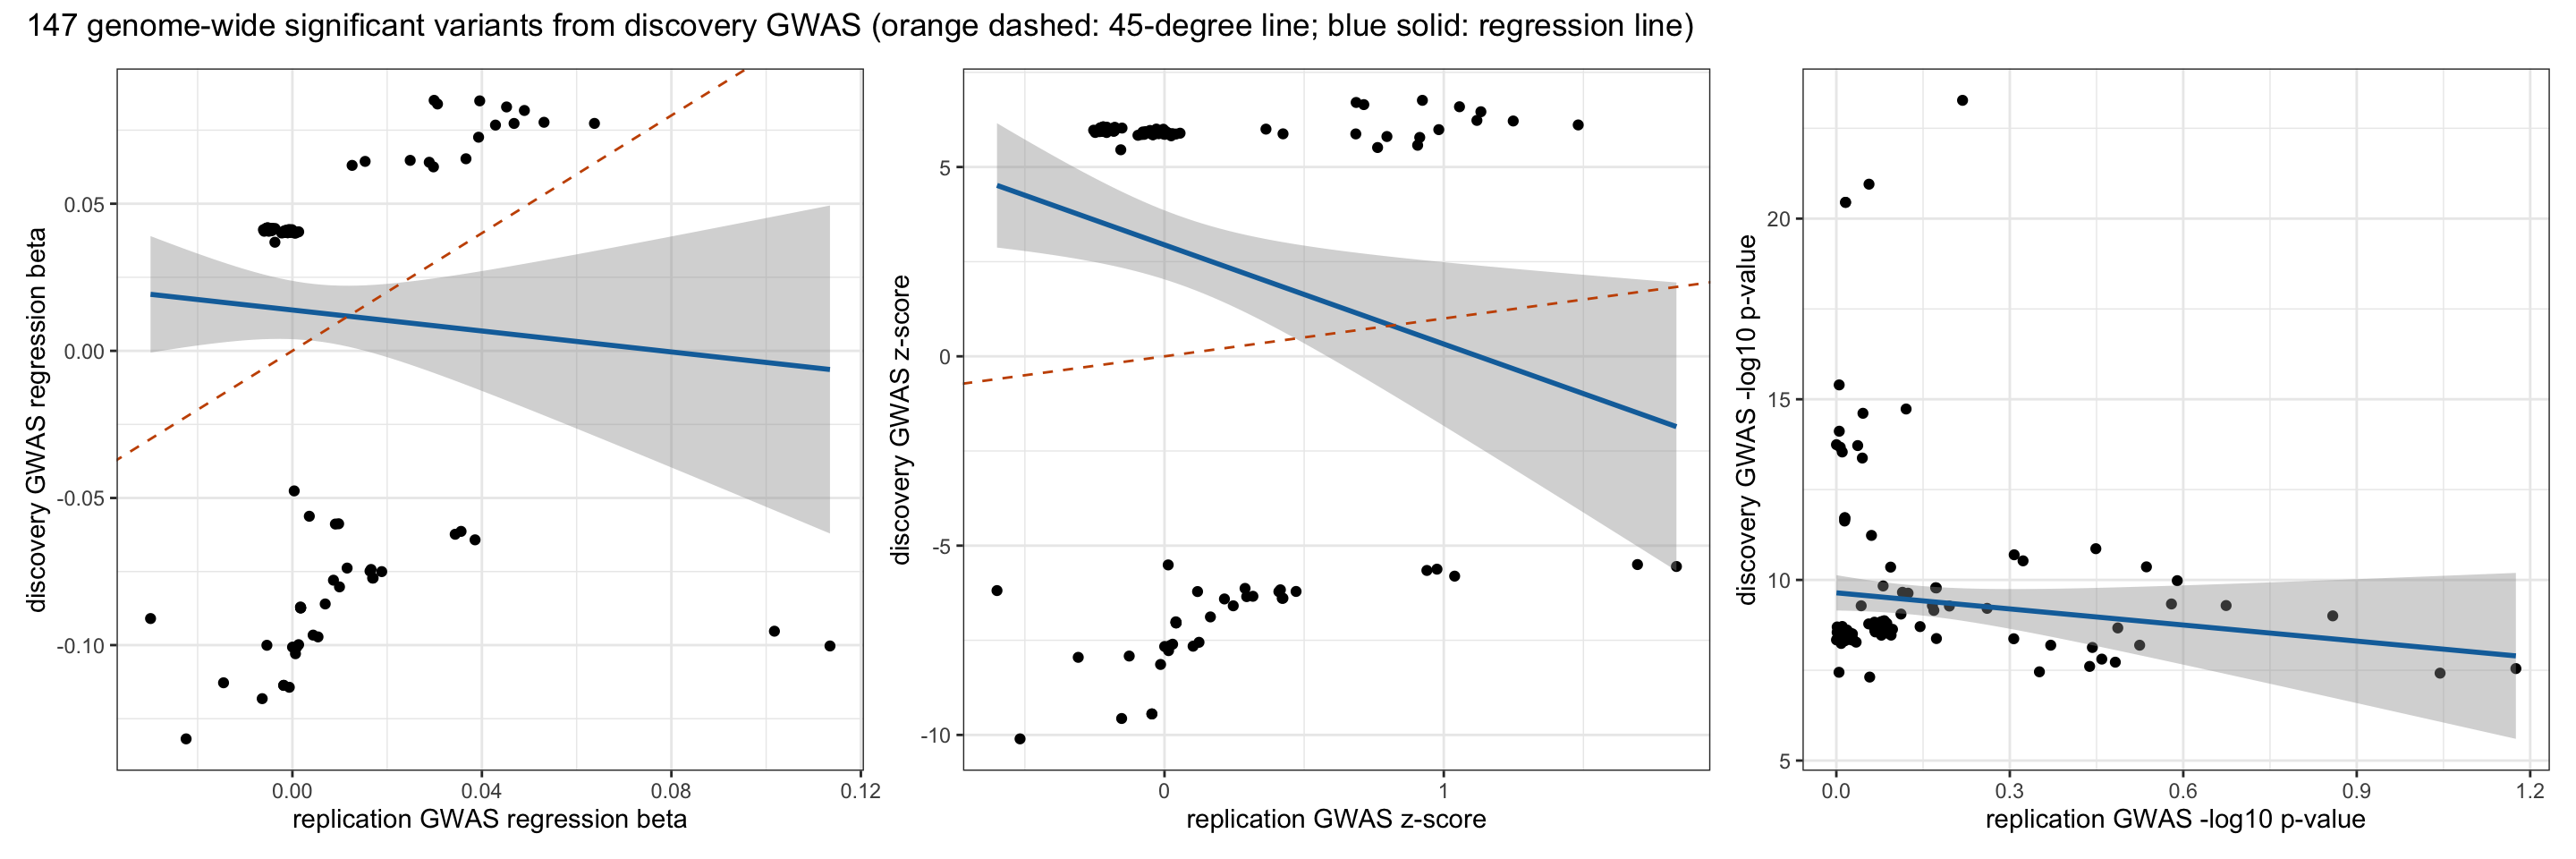 147 genome-wide significant variants from discovery GWAS (orange dashed: 45-degree line; blue solid: regression line)
discovery GWAS regression beta
0.05
0.00
-0.05
-0.10
0.00 0.04 0.08 0.12
replication GWAS regression beta
discovery GWAS z-score
5
0
-5
-10
0 1
replication GWAS z-score
discovery GWAS -log10 p-value
20
15
10
5
0.0 0.3 0.6 0.9 1.2
replication GWAS -log10 p-value